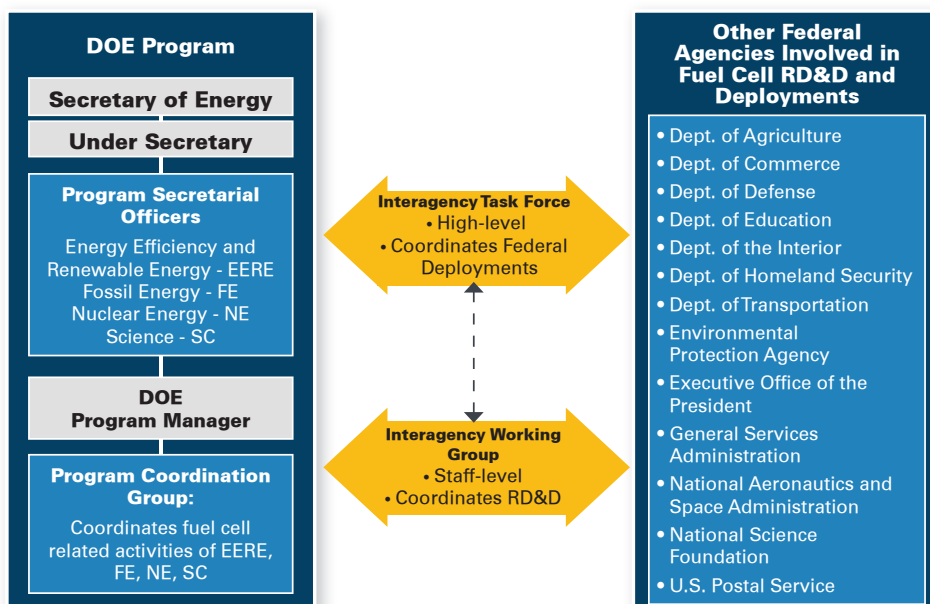 DOE Program
Secretary of Energy
Under Secretary
Program Secretarial
Officers
Energy Efficiency and
Renewable Energy - EERE
Fossil Energy - FE
Nuclear Energy - NE
Science - SC
DOE
Program Manager
Program Coordination
Group:
Coordinates fuel cell
related activities of EERE,
FE, NE, SC
Interagency Task Force
• High-level
• Coordinates Federal
Deployments
Interagency Working
Group
• Staff-level
• Coordinates RD&D
Other Federal
Agencies Involved in
Fuel Cell RD&D and
Deployments
• Dept. of Agriculture
• Dept. of Commerce
• Dept. of Defense
• Dept. of Education
• Dept. of the Interior
• Dept. of Homeland Security
• Dept. of Transportation
• Environmental
Protection Agency
• Executive Office of the
President
• General Services
Administration
• National Aeronautics and
Space Administration
• National Science
Foundation
• U.S. Postal Service